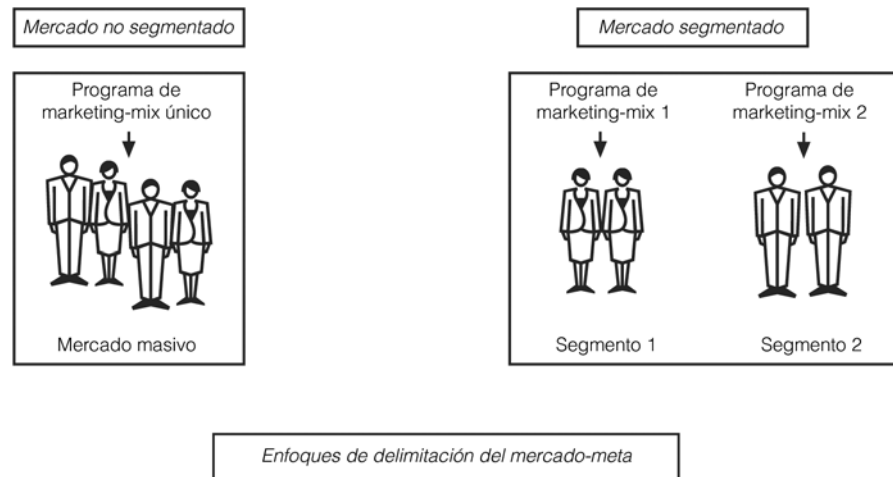 Mercado no segmentado
Programa de
marketing-mix único
Mercado masivo
Mercado segmentado
Programa de
marketing-mix 1
Segmento 1
Programa de
marketing-mix 2
Segmento 2
Enfoques de delimitación del mercado-meta